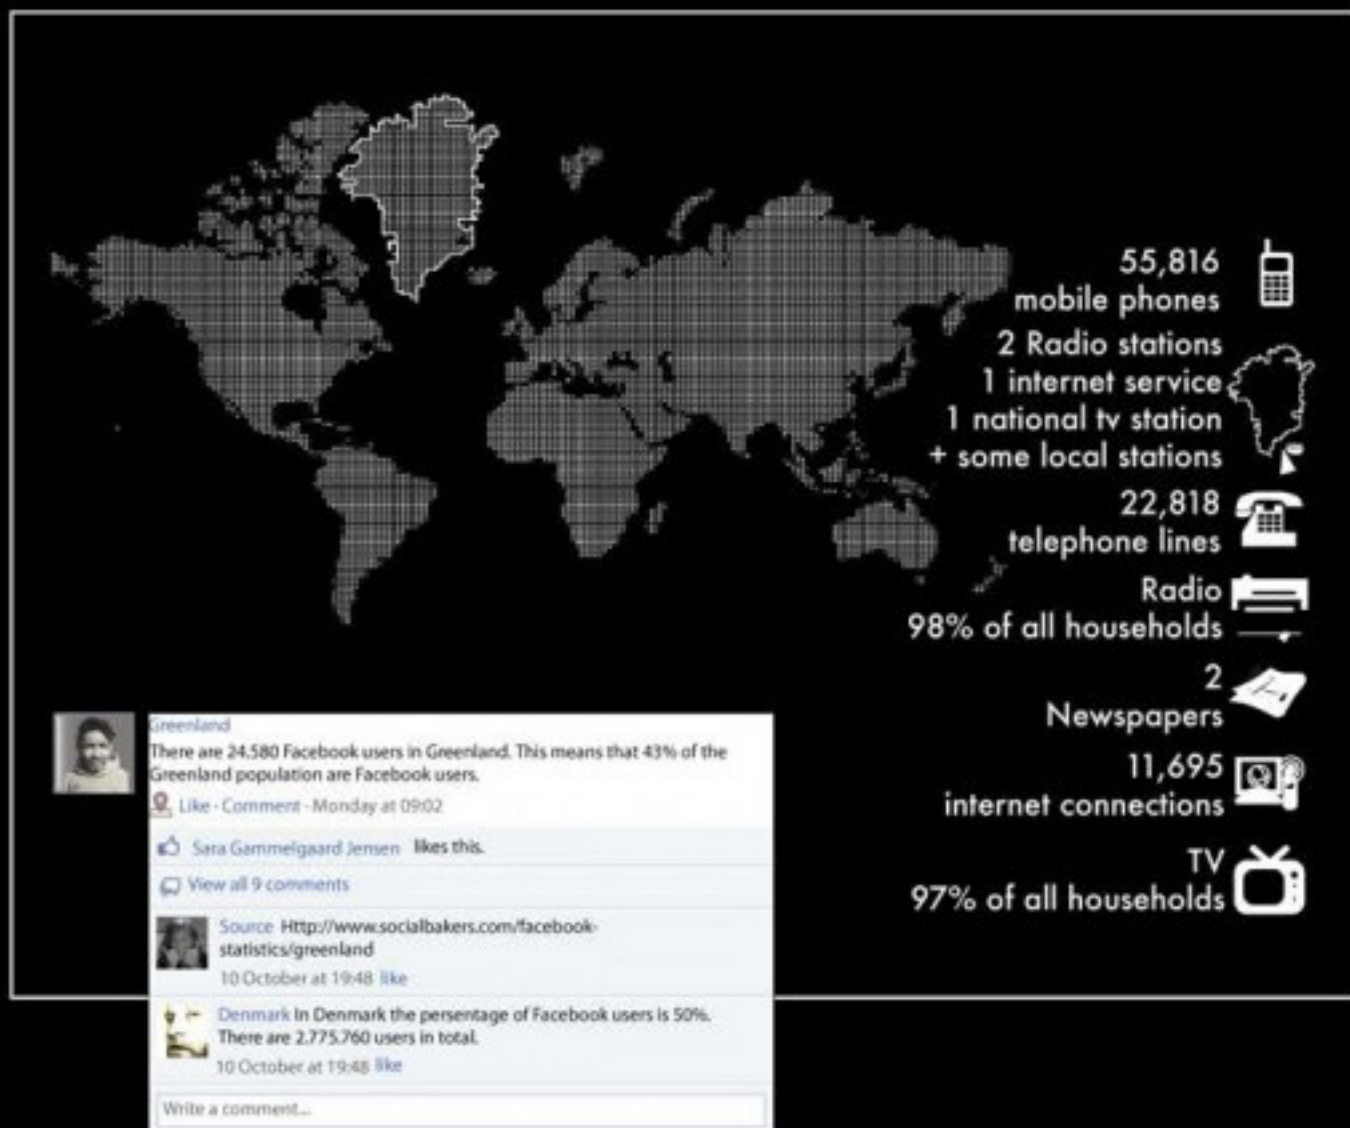 55,816
mobile phones
2 Radio stations
1 internet service
1 national tv station
+ some local stations
22,818
telephone lines
Radio
98% of all households
2
Newspapers
11,695
internet connections
TV
97% of all households
Greenland
There are 24.580 Facebook users in Greenland. This means that 43% of the
Greenland population are Facebook users.
Like · Comment · Monday at 09:02
Sara Gammelgaard Jensen likes this.
View all 9 comments
Source Http://www.socialbakers.com/facebook-
statistics/greenland
10 October at 19:48 like
Denmark In Denmark the persentage of Facebook users is 50%.
There are 2.775.760 users in total.
10 October at 19:48 like
Write a comment...